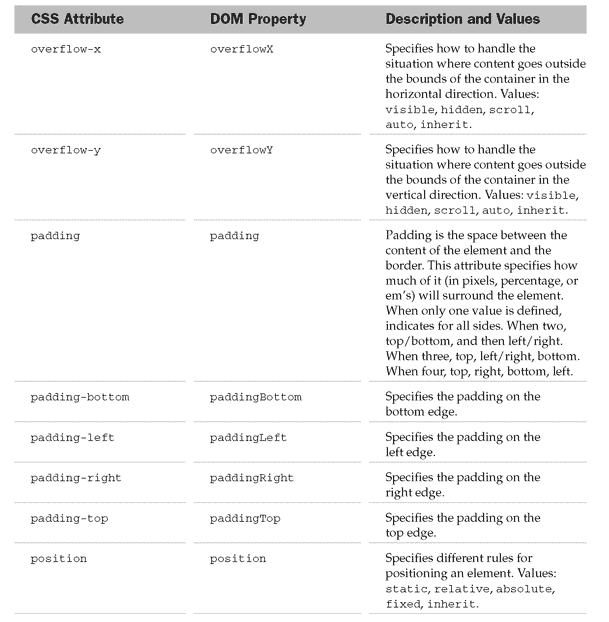 CSS Attribute DOM Property Description and Values
overflow-x overflowX Specifies how to handle the
situation where content goes outside
the bounds of the container in the
horizontal direction. Values:
visible, hidden, scroll,
auto, inherit.
overflow-y overflowY Specifies how to handle the
situation where content goes outside
the bounds of the container in the
vertical direction. Values: visible,
hidden, scroll, auto, inherit.
padding padding Padding is the space between the
content of the element and the
border. This attribute specifies how
much of it (in pixels, percentage, or
em's) will surround the element.
When only one value is defined,
indicates for all sides. When two,
top/bottom, and then left/right.
When three, top, left/right, bottom.
When four, top, right, bottom, left.
padding-bottom paddingBottom Specifies the padding on the
bottom edge.
padding-left paddingLeft Specifies the padding on the
left edge.
padding-right paddingRight Specifies the padding on the
right edge.
padding-top paddingTop Specifies the padding on the
top edge.
position position Specifies different rules for
positioning an element. Values:
static, relative, absolute,
fixed, inherit.